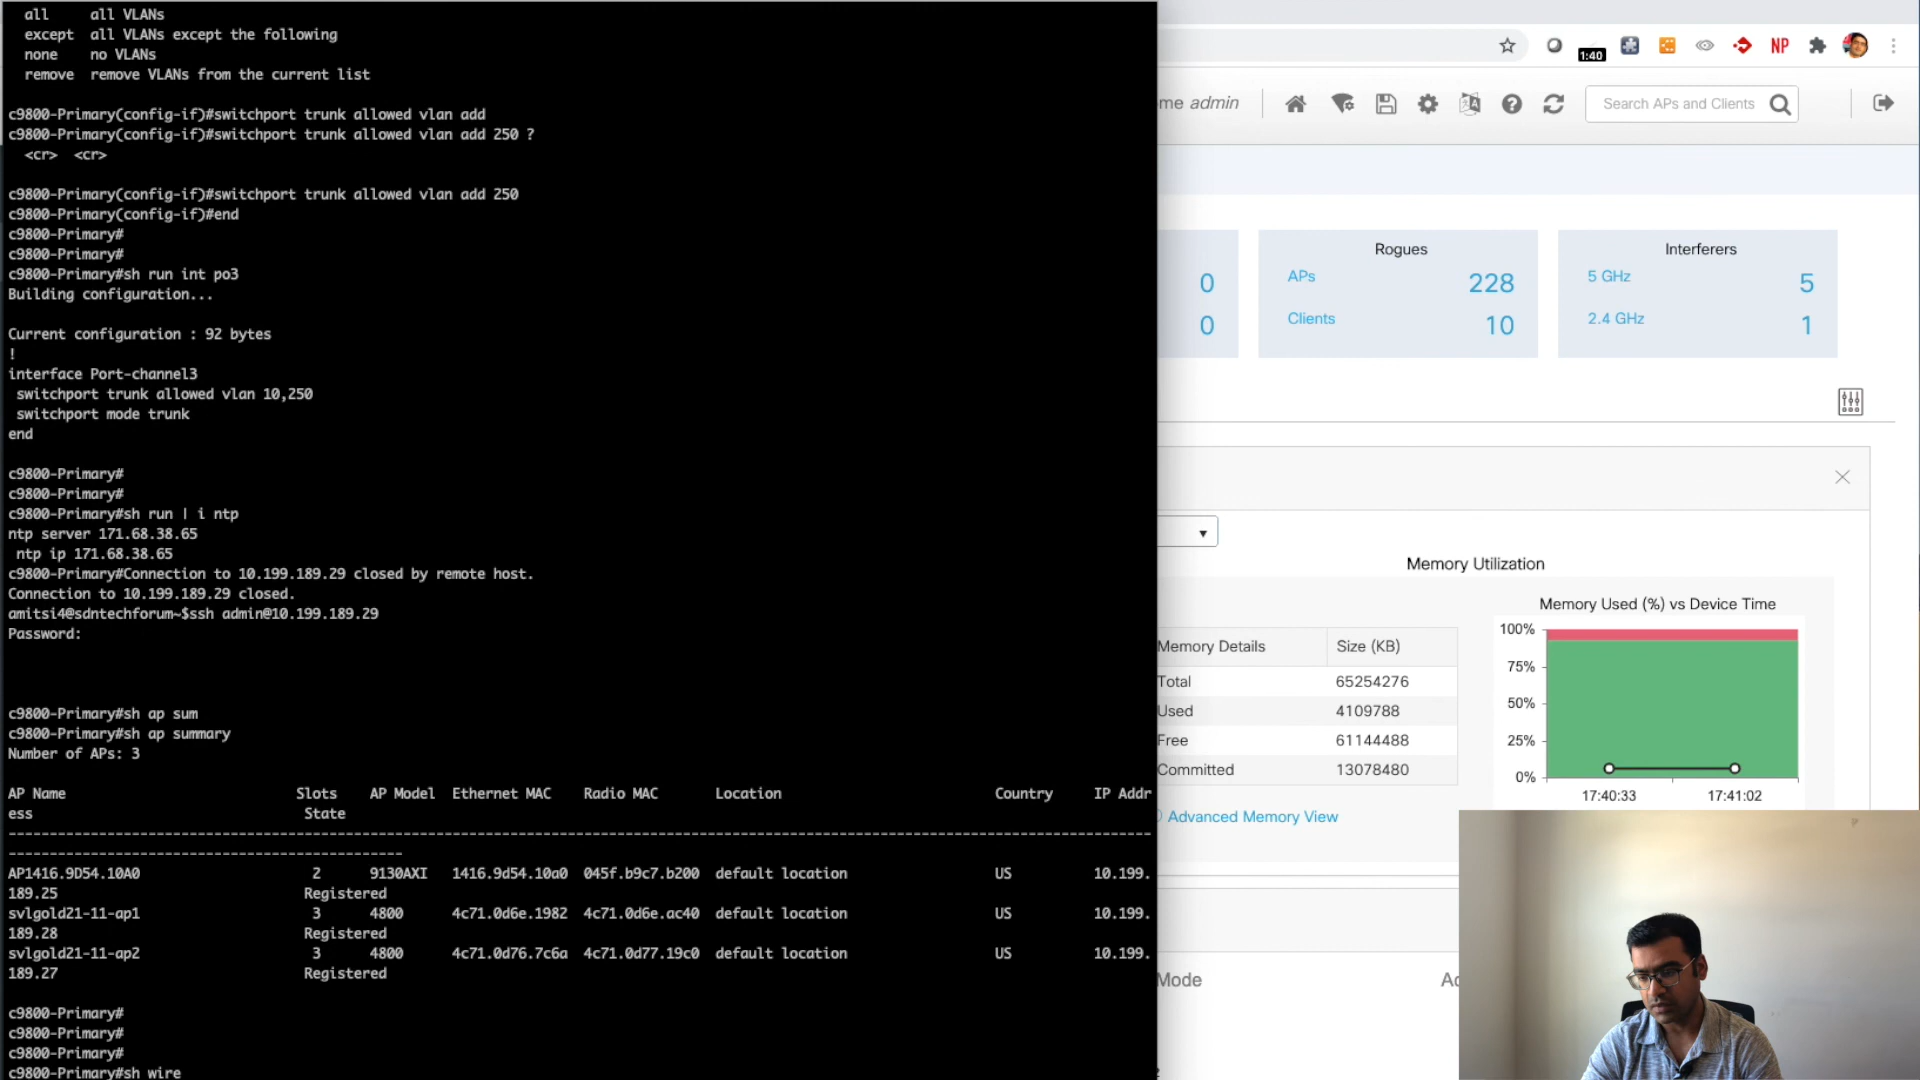 all     all VLANs
except  all VLANs except the following
none    no VLANs
remove  remove VLANs from the current list
c9800-Primary(config-if)#switchport trunk allowed vlan add
c9800-Primary(config-if)#switchport trunk allowed vlan add 250 ?
<cr>  <cr>
c9800-Primary(config-if)#switchport trunk allowed vlan add 250
c9800-Primary(config-if)#end
c9800-Primary#
c9800-Primary#
c9800-Primary#sh run int po3
Building configuration...
Current configuration : 92 bytes
!
interface Port-channel3
switchport trunk allowed vlan 10,250
switchport mode trunk
end
c9800-Primary#
c9800-Primary#
c9800-Primary#sh run | i ntp
ntp server 171.68.38.65
ntp ip 171.68.38.65
c9800-Primary#Connection to 10.199.189.29 closed by remote host.
Connection to 10.199.189.29 closed.
amitsi4@sdntechforum~$ssh admin@10.199.189.29
Password:
c9800-Primary#sh ap sum
c9800-Primary#sh ap summary
Number of APs: 3
AP Name Slots AP Model Ethernet MAC Radio MAC Location Country IP Addr
ess State
--------------------------------------------------------------------------------------------------------------------------------------------
------------------------------------------------
AP1416.9D54.10A0 2 9130AXI 1416.9d54.10a0 045f.b9c7.b200 default location US 10.199.
189.25 Registered
svlgold21-11-ap1 3 4800 4c71.0d6e.1982 4c71.0d6e.ac40 default location US 10.199.
189.28 Registered
svlgold21-11-ap2 3 4800 4c71.0d76.7c6a 4c71.0d77.19c0 default location US 10.199.
189.27 Registered
c9800-Primary#
c9800-Primary#
c9800-Primary#
c9800-Primary#sh wire
1:40
NP
me admin
Search APs and Clients
0
0
Rogues
APs 228
Clients 10
Interferers
5 GHz 5
2.4 GHz 1
Memory Utilization
Memory Details Size (KB)
Total 65254276
Used 4109788
Free 61144488
Committed 13078480
Advanced Memory View
Memory Used (%) vs Device Time
100%
75%
50%
25%
0%
17:40:33 17:41:02
Mode